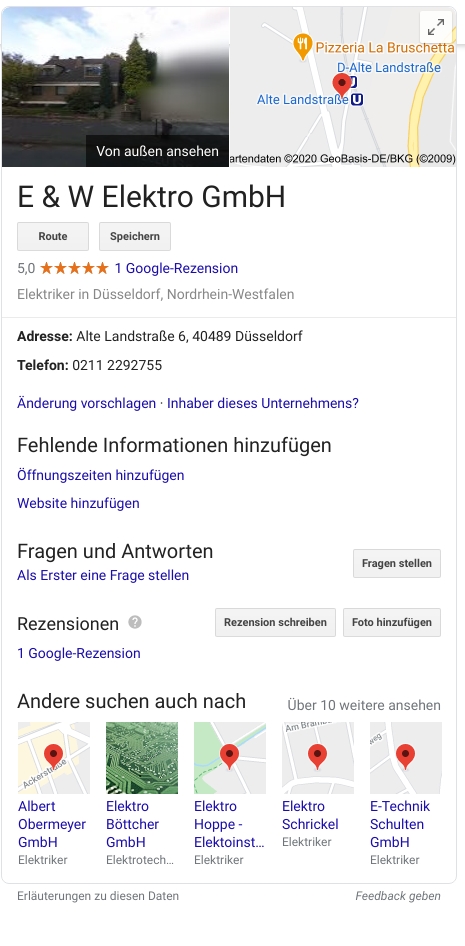 Pizzeria La Bruschetta
D-Alte Landstraße
U
Alte Landstraße U
Von außen ansehen
artendaten ©2020 GeoBasis-DE/BKG (©2009)
E & W Elektro GmbH
Route Speichern
5,0 1 Google-Rezension
Elektriker in Düsseldorf, Nordrhein-Westfalen
Adresse: Alte Landstraße 6, 40489 Düsseldorf
Telefon: 0211 2292755
Änderung vorschlagen · Inhaber dieses Unternehmens?
Fehlende Informationen hinzufügen
Öffnungszeiten hinzufügen
Website hinzufügen
Fragen und Antworten
Fragen stellen
Als Erster eine Frage stellen
Rezensionen ? Rezension schreiben Foto hinzufügen
1 Google-Rezension
Andere suchen auch nach Über 10 weitere ansehen
Ackerstraße
Am Bramb
weg
Albert Obermeyer GmbH
Elektriker
Elektro Böttcher GmbH
Elektrotech...
Elektro Hoppe - Elektoinst...
Elektriker
Elektro Schrickel
Elektriker
E-Technik Schulten GmbH
Elektriker
Erläuterungen zu diesen Daten Feedback geben